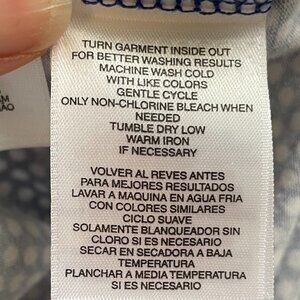 TURN GARMENT INSIDE OUT
FOR BETTER WASHING RESULTS
MACHINE WASH COLD
WITH LIKE COLORS
GENTLE CYCLE
ONLY NON-CHLORINE BLEACH WHEN
NEEDED
TUMBLE DRY LOW
WARM IRON
IF NECESSARY
VOLVER AL REVES ANTES
PARA MEJORES RESULTADOS
LAVAR A MAQUINA EN AGUA FRIA
CON COLORES SIMILARES
CICLO SUAVE
SOLAMENTE BLANQUEADOR SIN
CLORO SI ES NECESARIO
SECAR EN SECADORA A BAJA
TEMPERATURA
PLANCHAR A MEDIA TEMPERATURA
SI ES NECESARIO